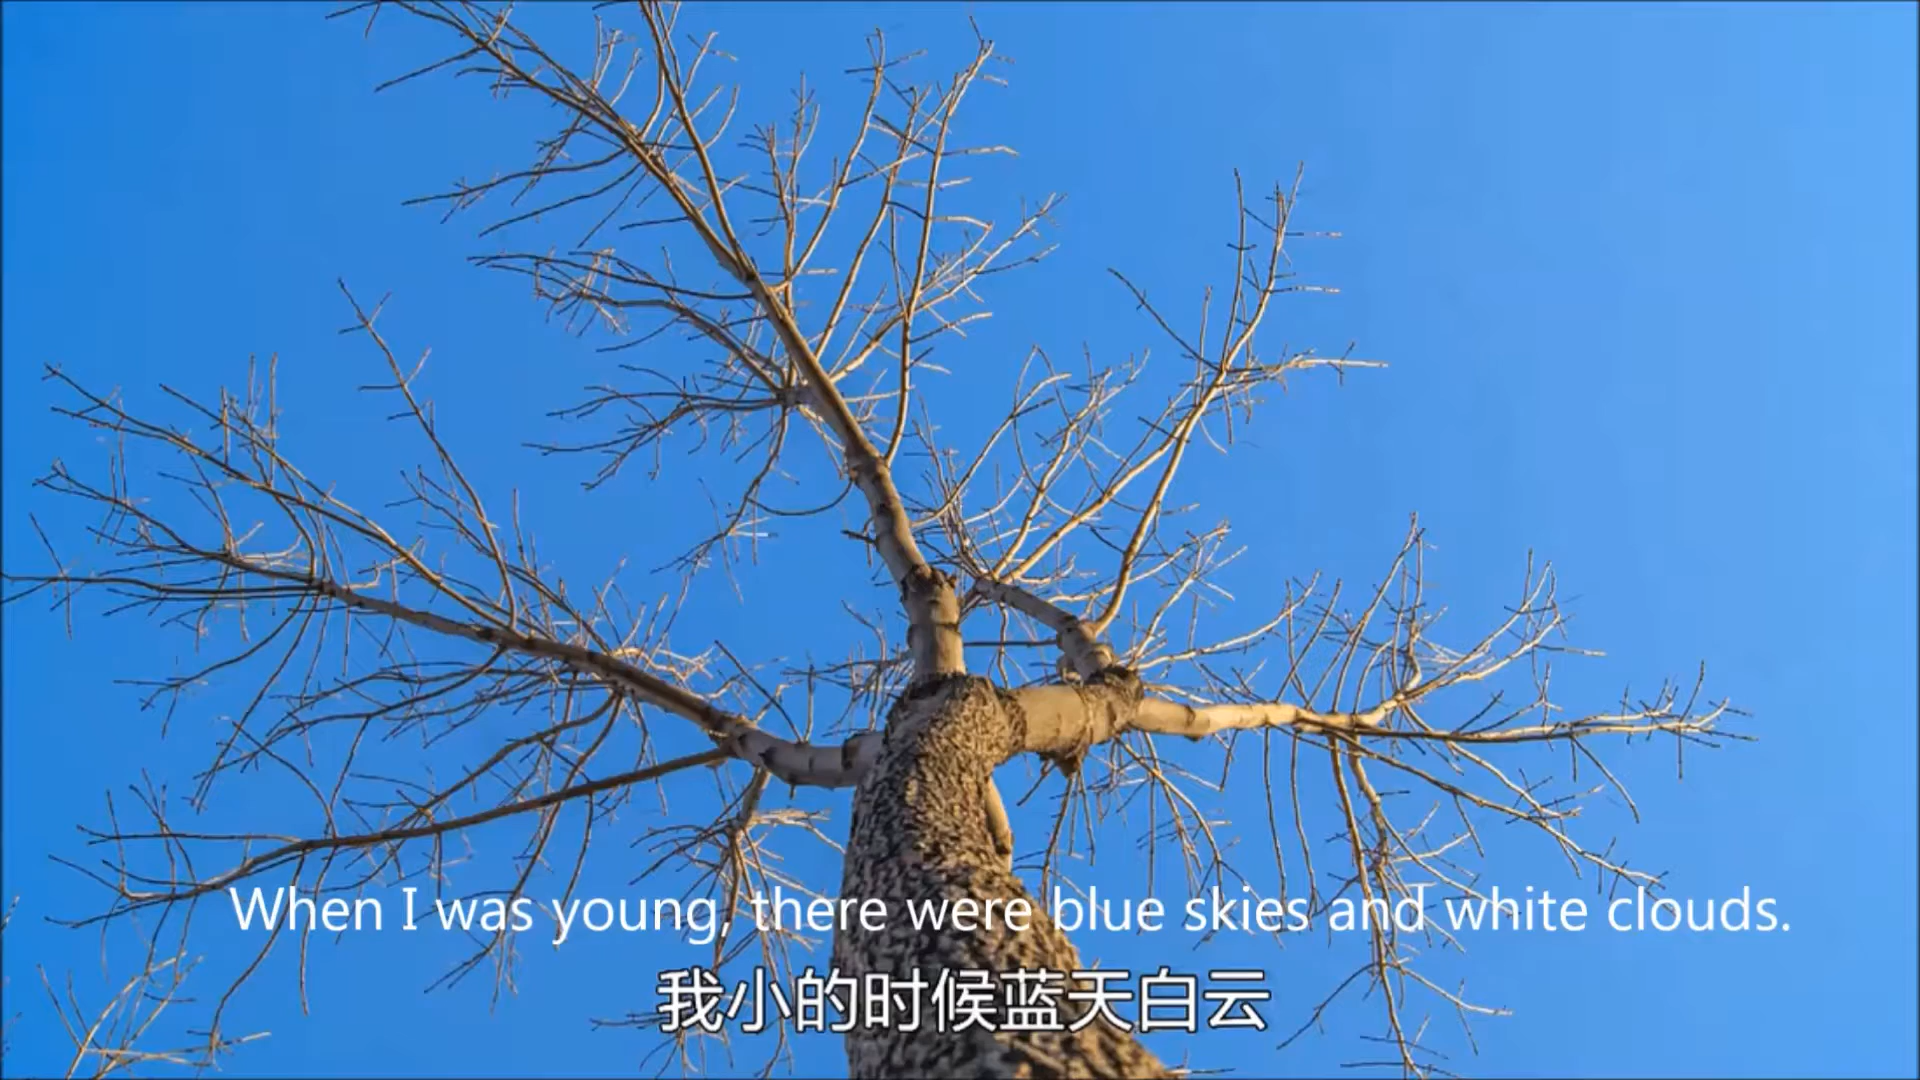 When I was young, there were blue skies and white clouds.
我小的时候蓝天白云